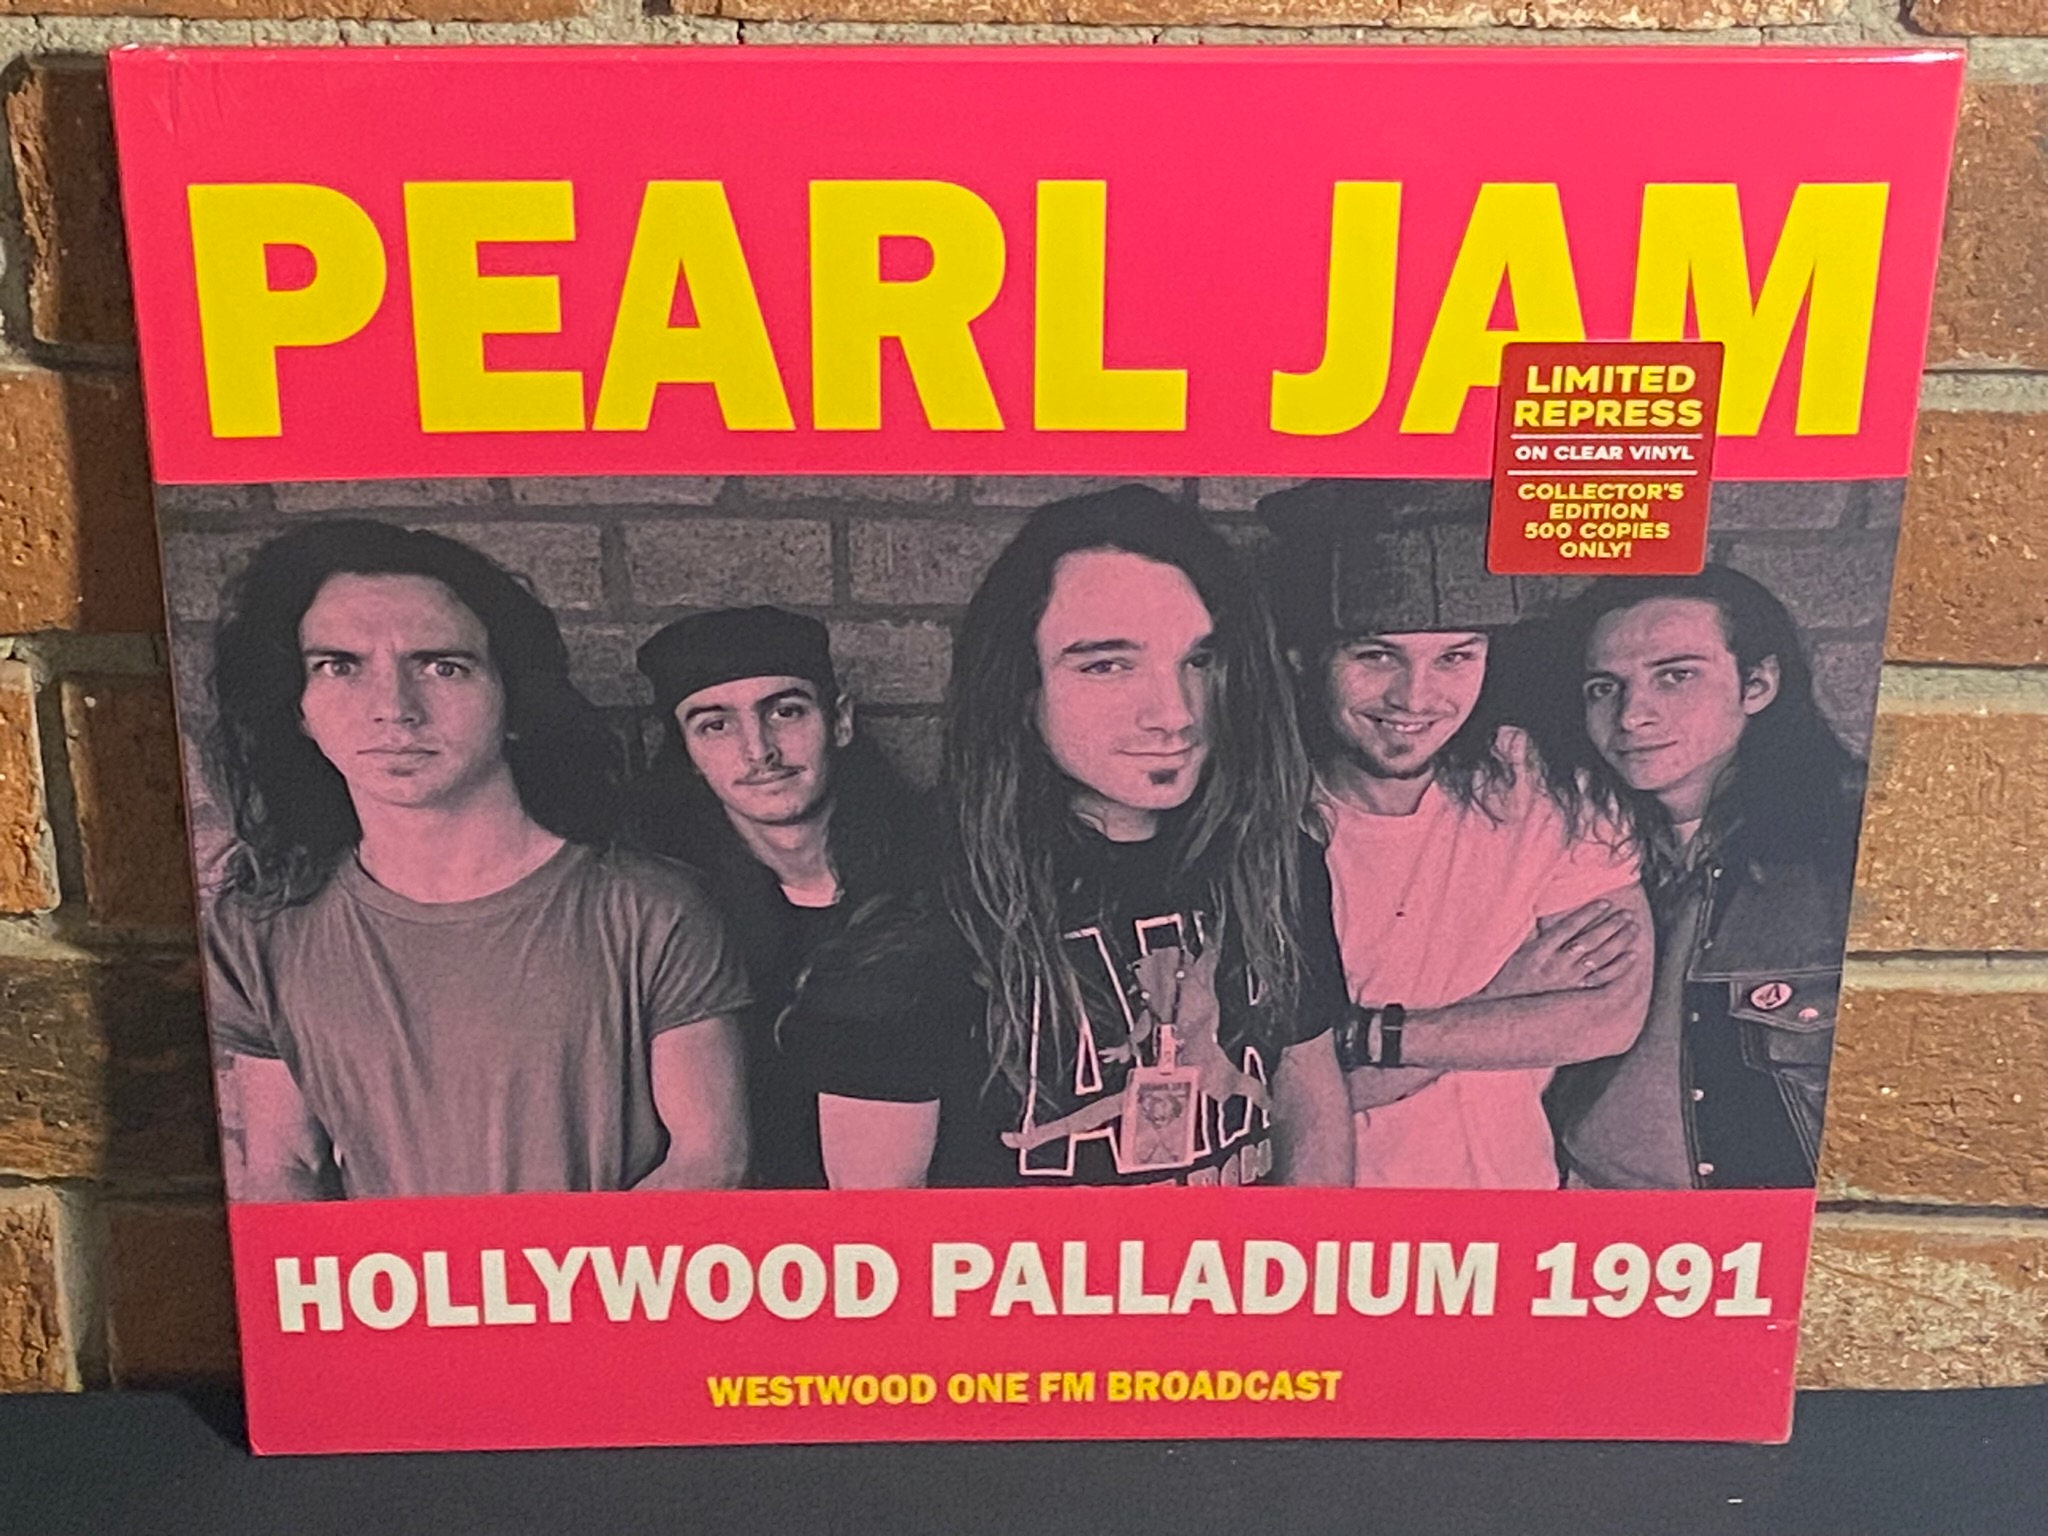 PEARL JAM
LIMITED
REPRESS
ON CLEAR VINYL
COLLECTOR'S
EDITION
500 COPIES
ONLY!
HOLLYWOOD PALLADIUM 1991
WESTWOOD ONE FM BROADCAST